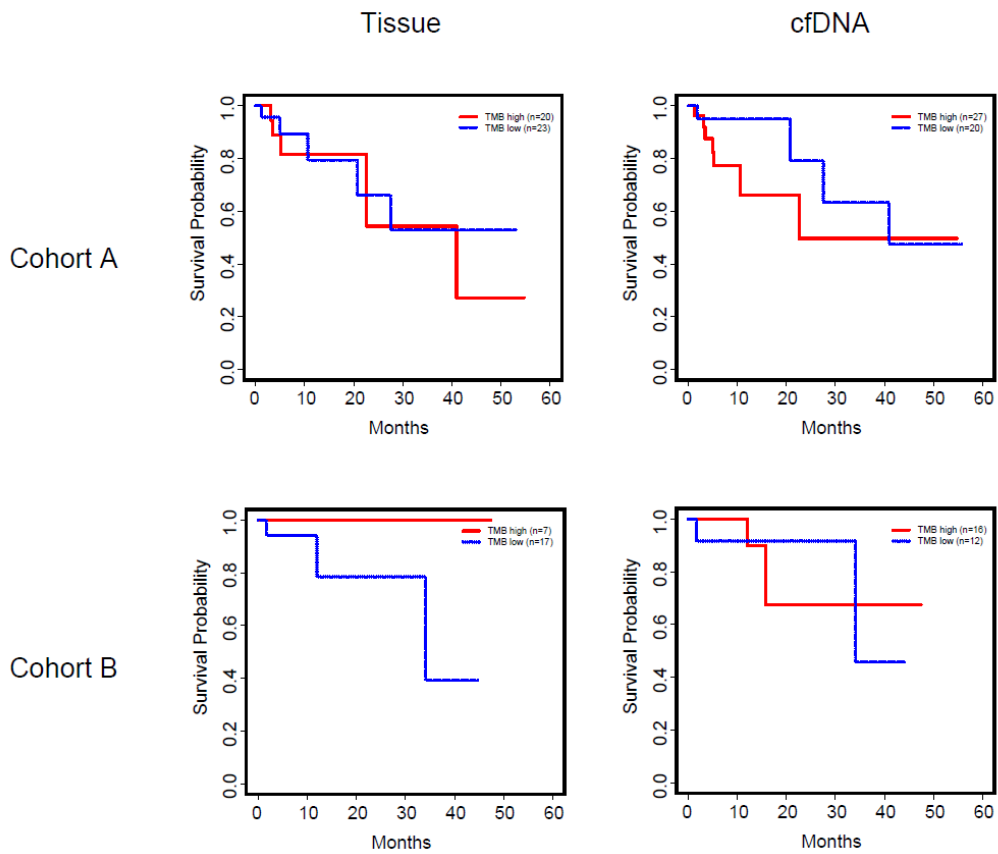 Tissue
cfDNA
Cohort A
Survival Probability
1.0
0.8
0.6
0.4
0.2
0.0
TMB high (n=20)
TMB low (n=23)
0 10 20 30 40 50 60
Months
Survival Probability
1.0
0.8
0.6
0.4
0.2
0.0
TMB high (n=27)
TMB low (n=20)
0 10 20 30 40 50 60
Months
Cohort B
Survival Probability
1.0
0.8
0.6
0.4
0.2
0.0
TMB high (n=7)
TMB low (n=17)
0 10 20 30 40 50 60
Months
Survival Probability
1.0
0.8
0.6
0.4
0.2
0.0
TMB high (n=16)
TMB low (n=12)
0 10 20 30 40 50 60
Months